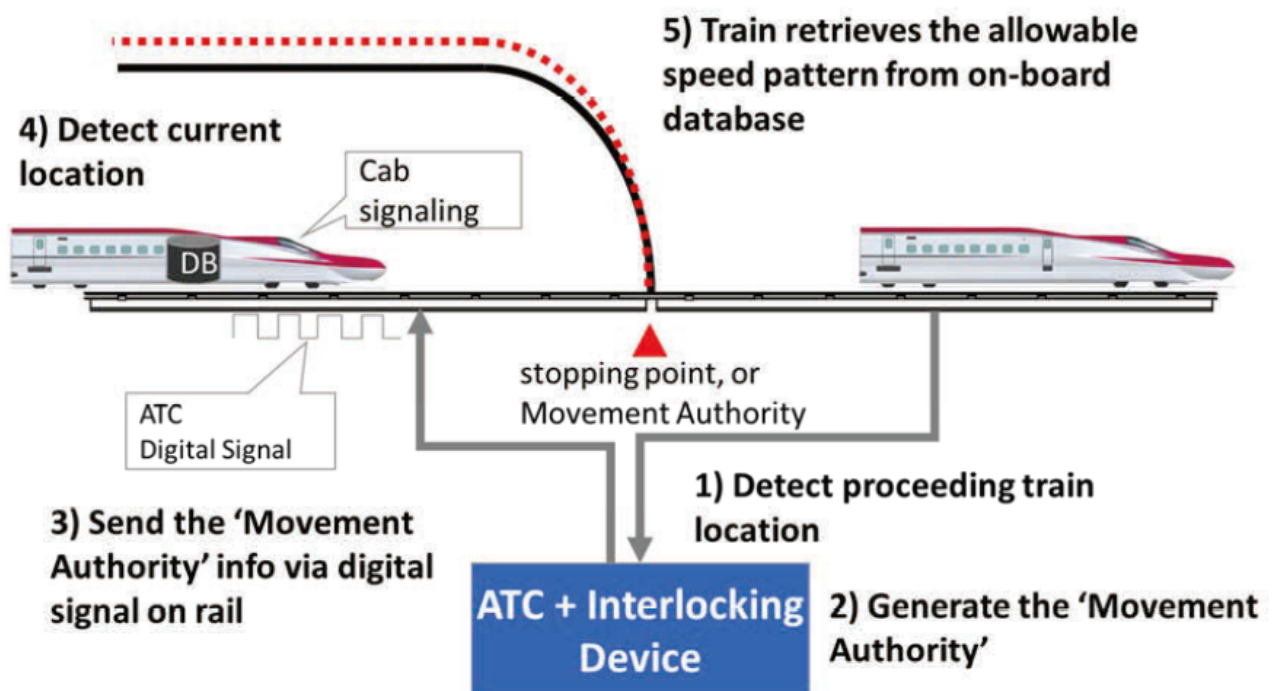 5) Train retrieves the allowable
speed pattern from on-board
database
4) Detect current
location
Cab
signaling
DB
stopping point, or
Movement Authority
ATC
Digital Signal
1) Detect proceeding train
location
3) Send the ‘Movement
Authority’ info via digital
signal on rail
ATC + Interlocking
Device
2) Generate the ‘Movement
Authority’